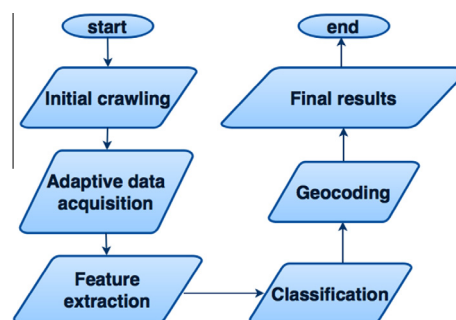 start
Initial crawling
Adaptive data
acquisition
Feature
extraction
Classification
Geocoding
Final results
end